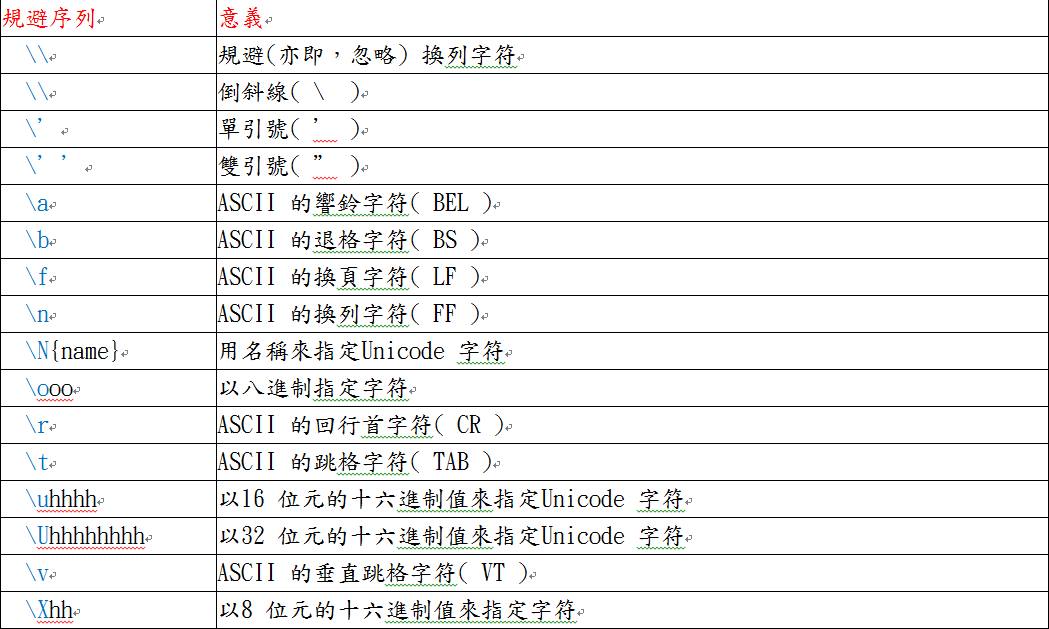 規避序列 意義
\\ 規避(亦即，忽略) 換列字符
\\ 倒斜線( \ )
\’ 單引號( ’ )
\’ ’ 雙引號( ” )
\a ASCII 的響鈴字符( BEL )
\b ASCII 的退格字符( BS )
\f ASCII 的換頁字符( LF )
\n ASCII 的換列字符( FF )
\N{name} 用名稱來指定Unicode 字符
\ooo 以八進制指定字符
\r ASCII 的回行首字符( CR )
\t ASCII 的跳格字符( TAB )
\uhhhh 以16 位元的十六進制值來指定Unicode 字符
\Uhhhhhhhh 以32 位元的十六進制值來指定Unicode 字符
\v ASCII 的垂直跳格字符( VT )
\Xhh 以8 位元的十六進制值來指定字符